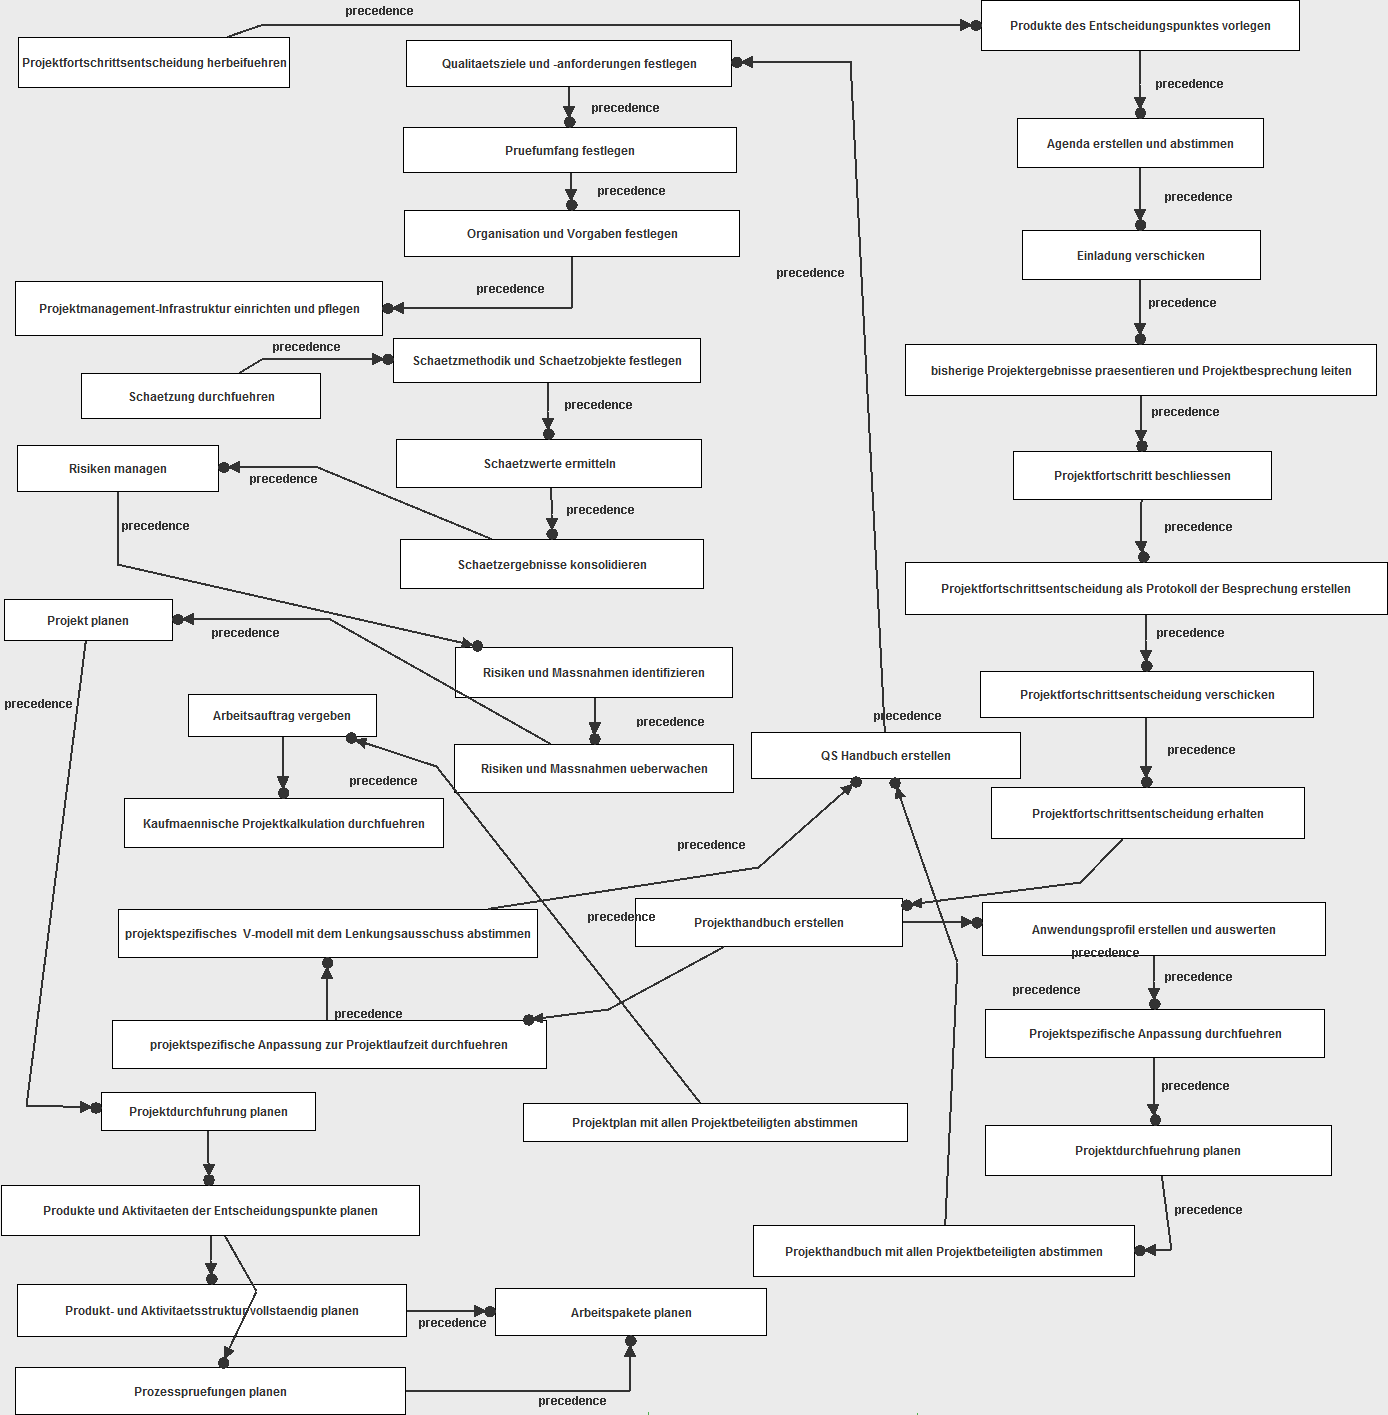 precedence
Produkte des Entscheidungspunktes vorlegen
Projektfortschrittsentscheidung herbeifuehren
Qualitaetsziele und -anforderungen festlegen
precedence
precedence
Pruefumfang festlegen
Agenda erstellen und abstimmen
precedence
precedence
Organisation und Vorgaben festlegen
Einladung verschicken
precedence
precedence
precedence
Projektmanagement-Infrastruktur einrichten und pflegen
precedence
Schaetzmethodik und Schaetzobjekte festlegen
bisherige Projektergebnisse praesentieren und Projektbesprechung leiten
Schaetzung durchfuehren
precedence
precedence
Schaetzwerte ermitteln
Risiken managen
Projektfortschritt beschliessen
precedence
precedence
precedence
precedence
Schaetzergebnisse konsolidieren
Projektfortschrittsentscheidung als Protokoll der Besprechung erstellen
Projekt planen
precedence
precedence
Risiken und Massnahmen identifizieren
Projektfortschrittsentscheidung verschicken
precedence
Arbeitsauftrag vergeben
precedence
precedence
precedence
QS Handbuch erstellen
Risiken und Massnahmen ueberwachen
precedence
Projektfortschrittsentscheidung erhalten
Kaufmaennische Projektkalkulation durchfuehren
precedence
precedence
Projekthandbuch erstellen
Anwendungsprofil erstellen und auswerten
projektspezifisches V-modell mit dem Lenkungsausschuss abstimmen
precedence
precedence
precedence
precedence
Projektspezifische Anpassung durchfuehren
projektspezifische Anpassung zur Projektlaufzeit durchfuehren
precedence
Projektdurchfuhrung planen
Projektplan mit allen Projektbeteiligten abstimmen
Projektdurchfuehrung planen
Produkte und Aktivitaeten der Entscheidungspunkte planen
precedence
Projekthandbuch mit allen Projektbeteiligten abstimmen
Produkt- und Aktivitaetsstruktur vollstaendig planen
Arbeitspakete planen
precedence
Prozesspruefungen planen
precedence